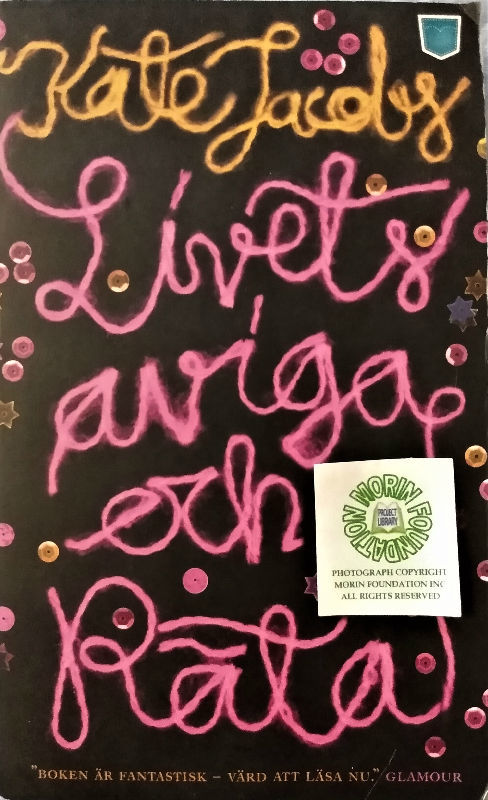 Kate Jacobs
Livets
aviga
och
MORIN FOUNDATION
PROJECT
LIBRARY
PHOTOGRAPH COPYRIGHT
MORIN FOUNDATION INC
ALL RIGHTS RESERVED
Räta
"BOKEN ÄR FANTASTISK – VÄRD ATT LÄSA NU." GLAMOUR